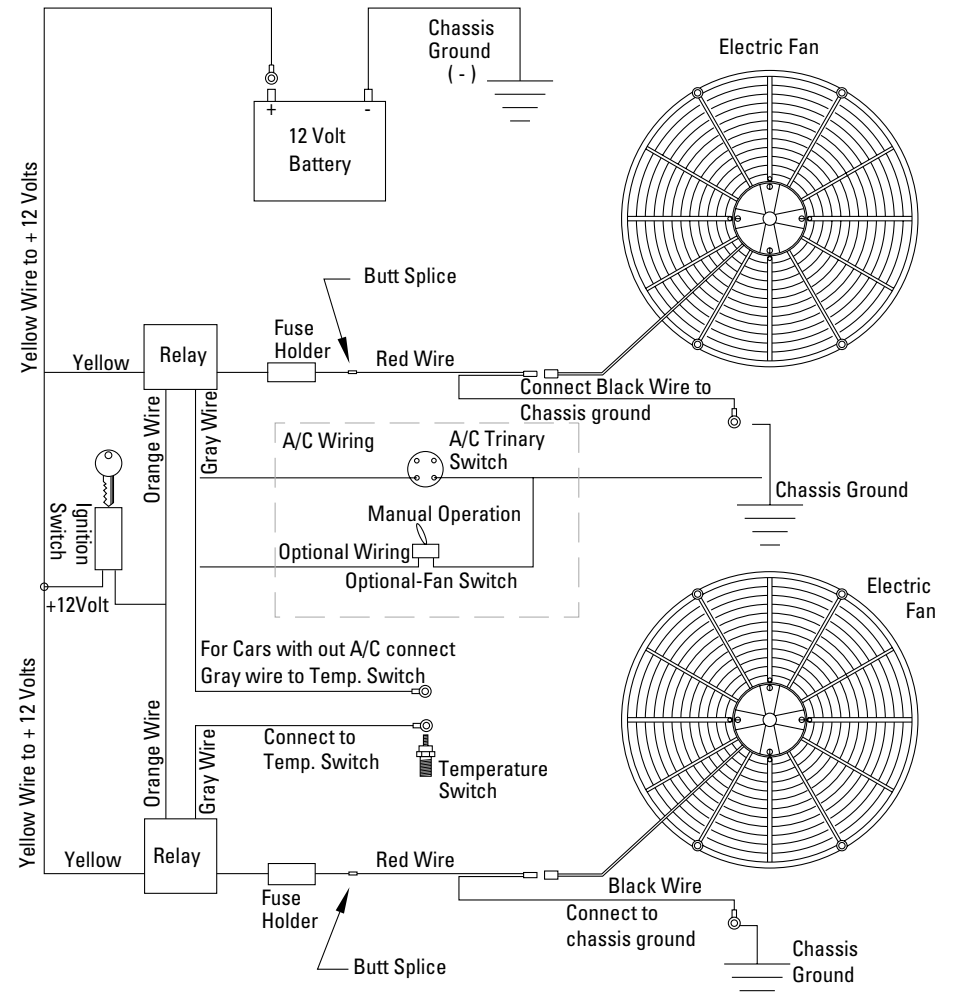 Chassis
Ground
( - )
Electric Fan
+ -
12 Volt
Battery
Yellow Wire to + 12 Volts
Butt Splice
Fuse
Holder
Relay
Yellow
Red Wire
Connect Black Wire to
Chassis ground
Orange Wire
Gray Wire
A/C Wiring
A/C Trinary
Switch
Ignition
Switch
Chassis Ground
Manual Operation
Optional Wiring
Optional-Fan Switch
+12Volt
Electric
Fan
For Cars with out A/C connect
Gray wire to Temp. Switch
Yellow Wire to + 12 Volts
Orange Wire
Gray Wire
Connect to
Temp. Switch
Temperature
Switch
Yellow
Relay
Red Wire
Fuse
Holder
Black Wire
Connect to
chassis ground
Butt Splice
Chassis
Ground